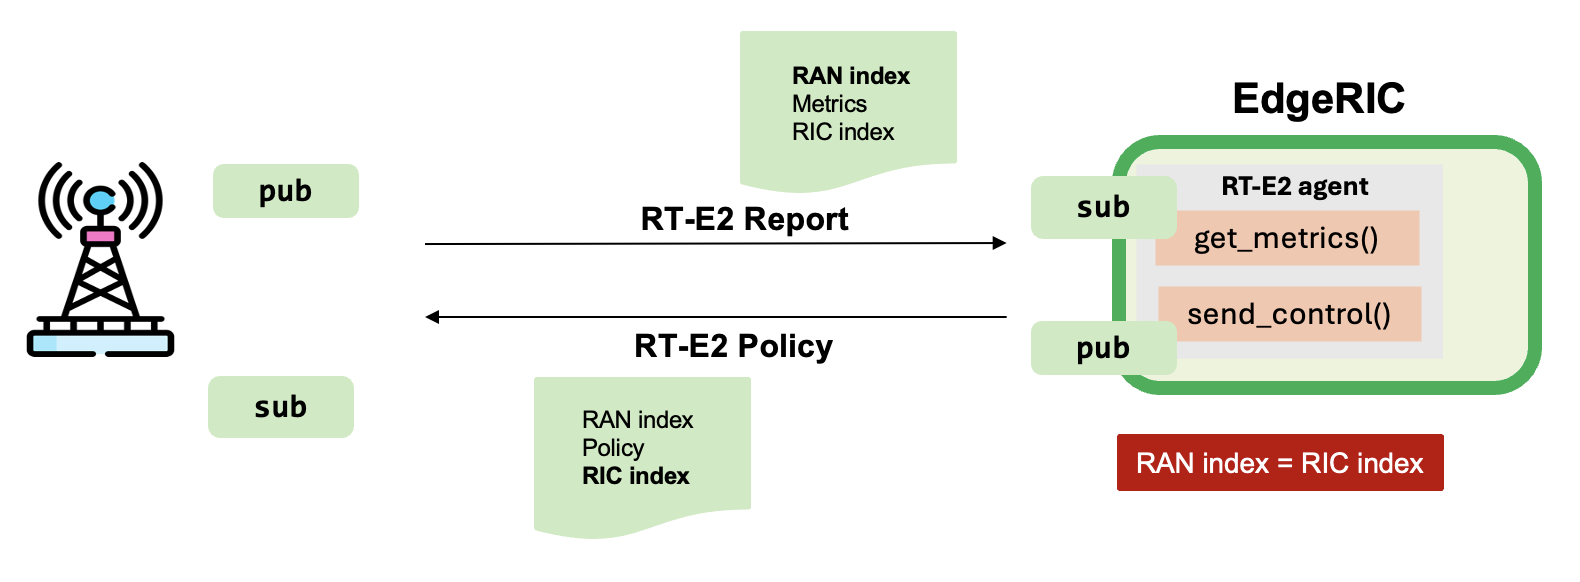 RAN index
Metrics
RIC index
EdgeRIC
pub
RT-E2 Report
sub
RT-E2 agent
get_metrics()
send_control()
RT-E2 Policy
pub
sub
RAN index
Policy
RIC index
RAN index = RIC index